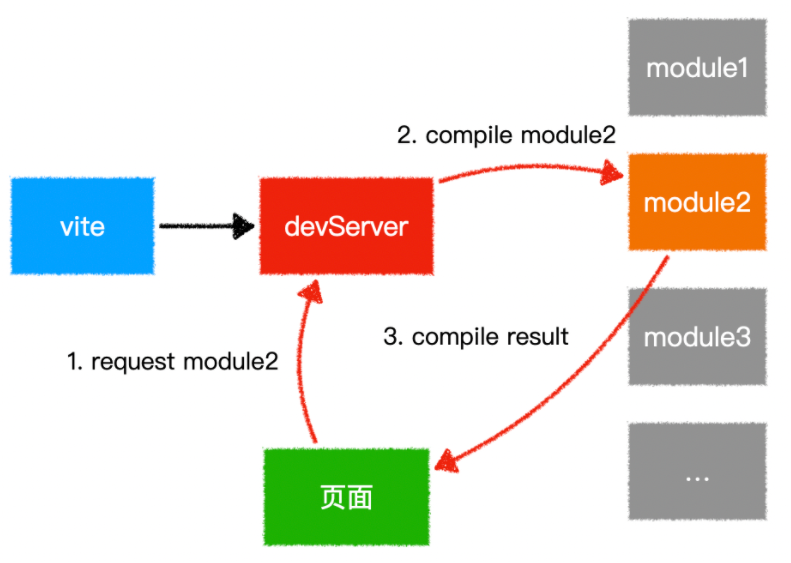 module1
2. compile module2
vite
devServer
module2
3. compile result
module3
1. request module2
页面
...